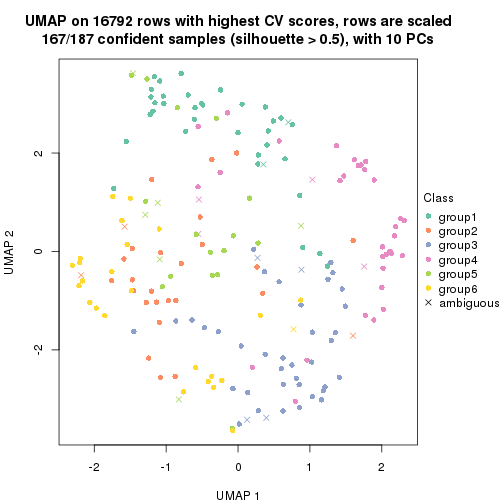 UMAP on 16792 rows with highest CV scores, rows are scaled
167/187 confident samples (silhouette > 0.5), with 10 PCs
UMAP 2
2
0
-2
-2
-1
0
1
2
UMAP 1
Class
group1
group2
group3
group4
group5
group6
ambiguous